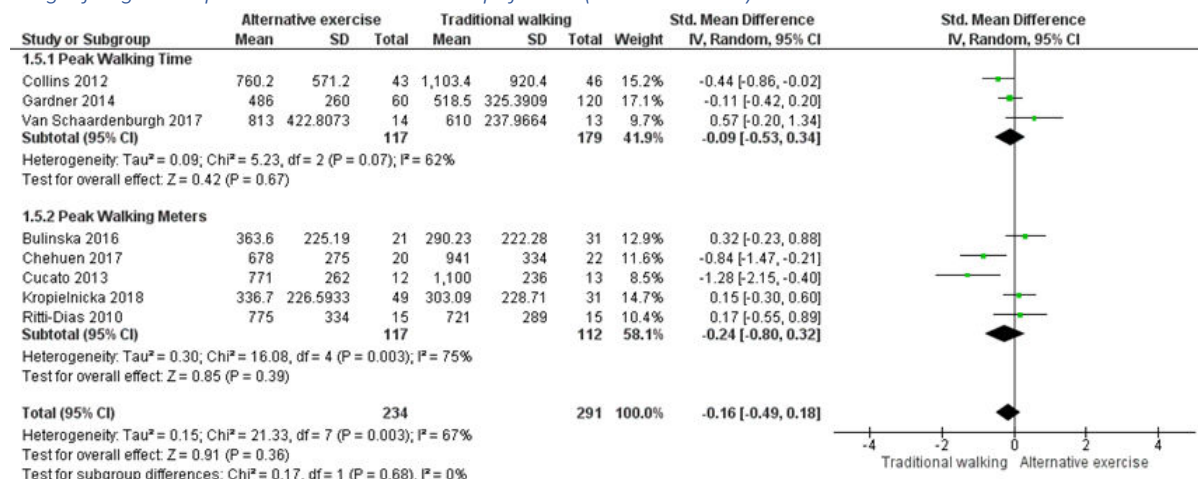 Alternative exercise Traditional walking Std. Mean Difference Std. Mean Difference
Study or Subgroup Mean SD Total Mean SD Total Weight IV, Random, 95% CI IV, Random, 95% CI
1.5.1 Peak Walking Time
Collins 2012 760.2 571.2 43 1,103.4 920.4 46 15.2% -0.44 [-0.86, -0.02]
Gardner 2014 486 260 60 518.5 325.3909 120 17.1% -0.11 [-0.42, 0.20]
Van Schaardenburgh 2017 813 422.8073 14 610 237.9664 13 9.7% 0.57 [-0.20, 1.34]
Subtotal (95% CI) 117 179 41.9% -0.09 [-0.53, 0.34]
Heterogeneity: Tau² = 0.09; Chi² = 5.23, df = 2 (P = 0.07); I² = 62%
Test for overall effect: Z = 0.42 (P = 0.67)
1.5.2 Peak Walking Meters
Bulinska 2016 363.6 225.19 21 290.23 222.28 31 12.9% 0.32 [-0.23, 0.88]
Chehuen 2017 678 275 20 941 334 22 11.6% -0.84 [-1.47, -0.21]
Cucato 2013 771 262 12 1,100 236 13 8.5% -1.28 [-2.15, -0.40]
Kropielnicka 2018 336.7 226.5933 49 303.09 228.71 31 14.7% 0.15 [-0.30, 0.60]
Ritti-Dias 2010 775 334 15 721 289 15 10.4% 0.17 [-0.55, 0.89]
Subtotal (95% CI) 117 112 58.1% -0.24 [-0.80, 0.32]
Heterogeneity: Tau² = 0.30; Chi² = 16.08, df = 4 (P = 0.003); I² = 75%
Test for overall effect: Z = 0.85 (P = 0.39)
Total (95% CI) 234 291 100.0% -0.16 [-0.49, 0.18]
Heterogeneity: Tau² = 0.15; Chi² = 21.33, df = 7 (P = 0.003); I² = 67%
Test for overall effect: Z = 0.91 (P = 0.36)
Test for subgroup differences: Chi² = 0.17, df = 1 (P = 0.68), I² = 0%
-4 -2 0 2 4
Traditional walking Alternative exercise